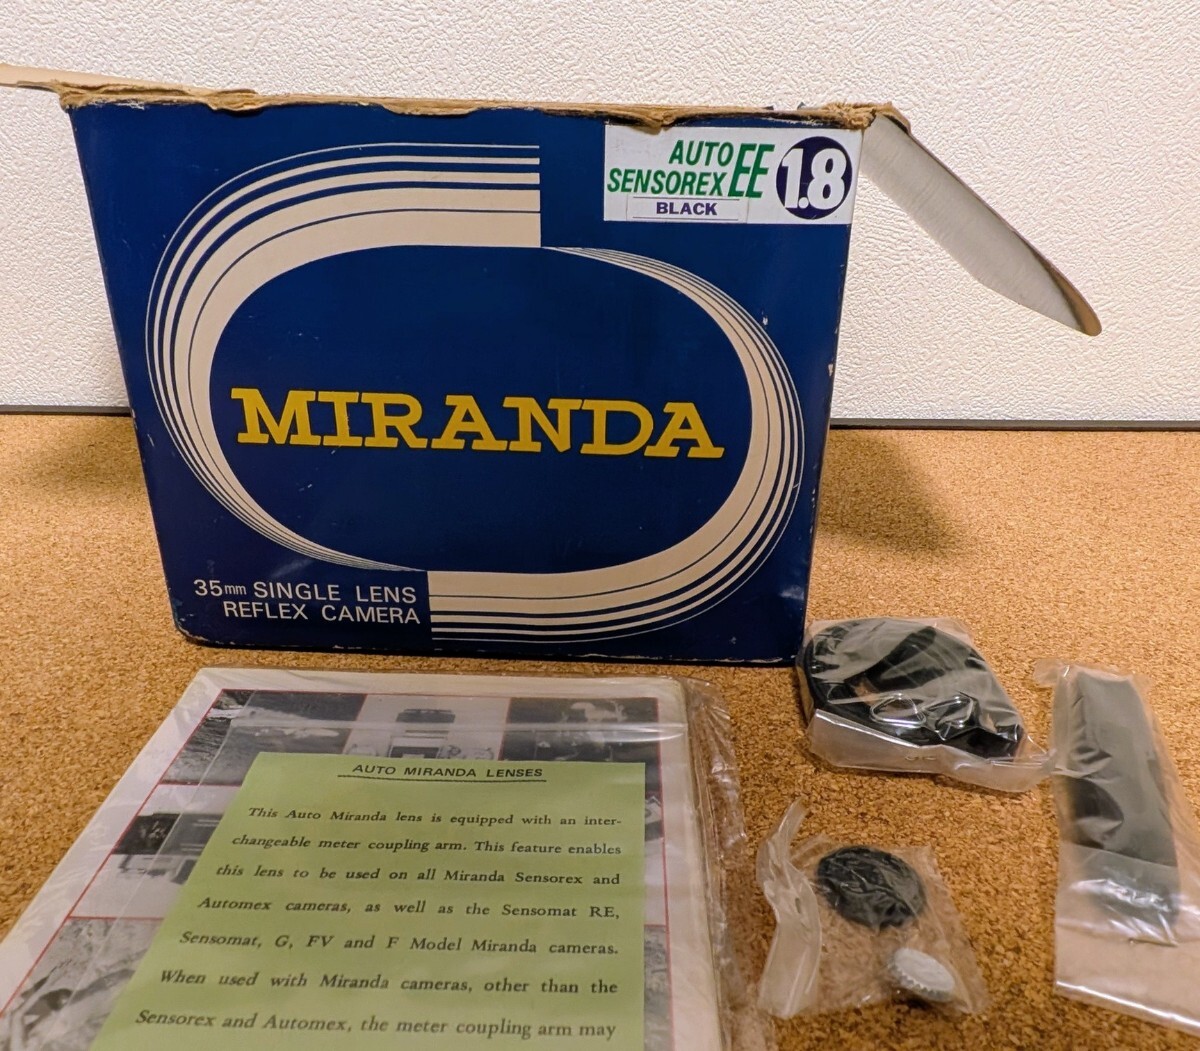 AUTO
SENSOREX EE 1.8
BLACK
MIRANDA
35mm SINGLE LENS
REFLEX CAMERA
AUTO MIRANDA LENSES
This Auto Miranda lens is equipped with an inter-
changeable meter coupling arm. This feature enables
this lens to be used on all Miranda Sensorex and
Automex cameras, as well as the Sensomat RE,
Sensomat, G, FV and F Model Miranda cameras.
When used with Miranda cameras, other than the
Sensorex and Automex, the meter coupling arm may